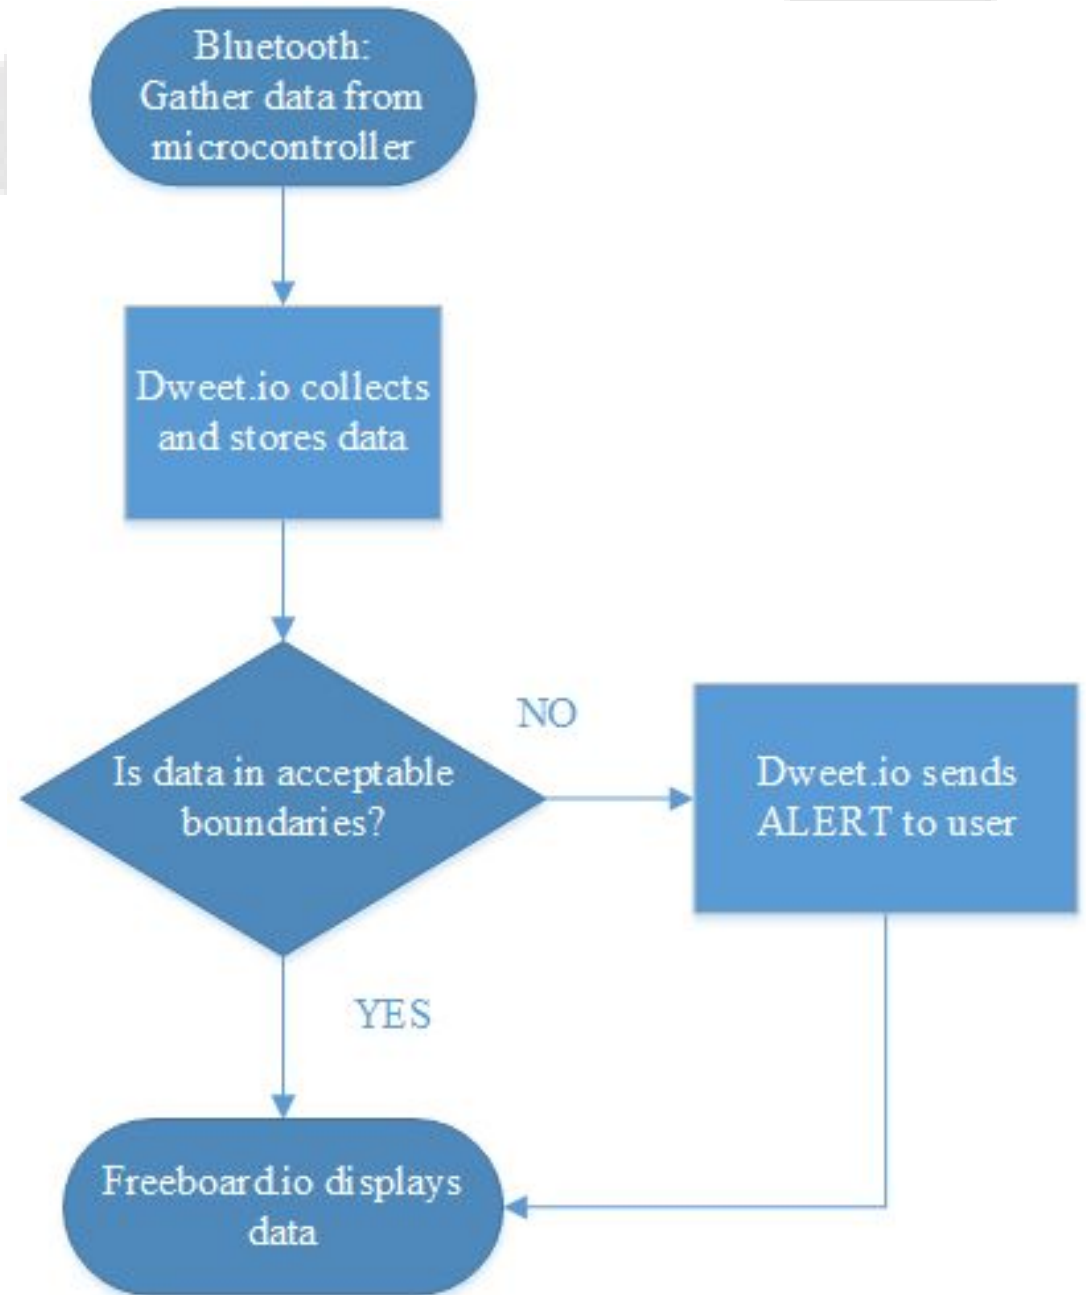 Bluetooth:
Gather data from
microcontroller
Dweet.io collects
and stores data
Is data in acceptable
boundaries?
NO
Dweet.io sends
ALERT to user
YES
Freeboard.io displays
data